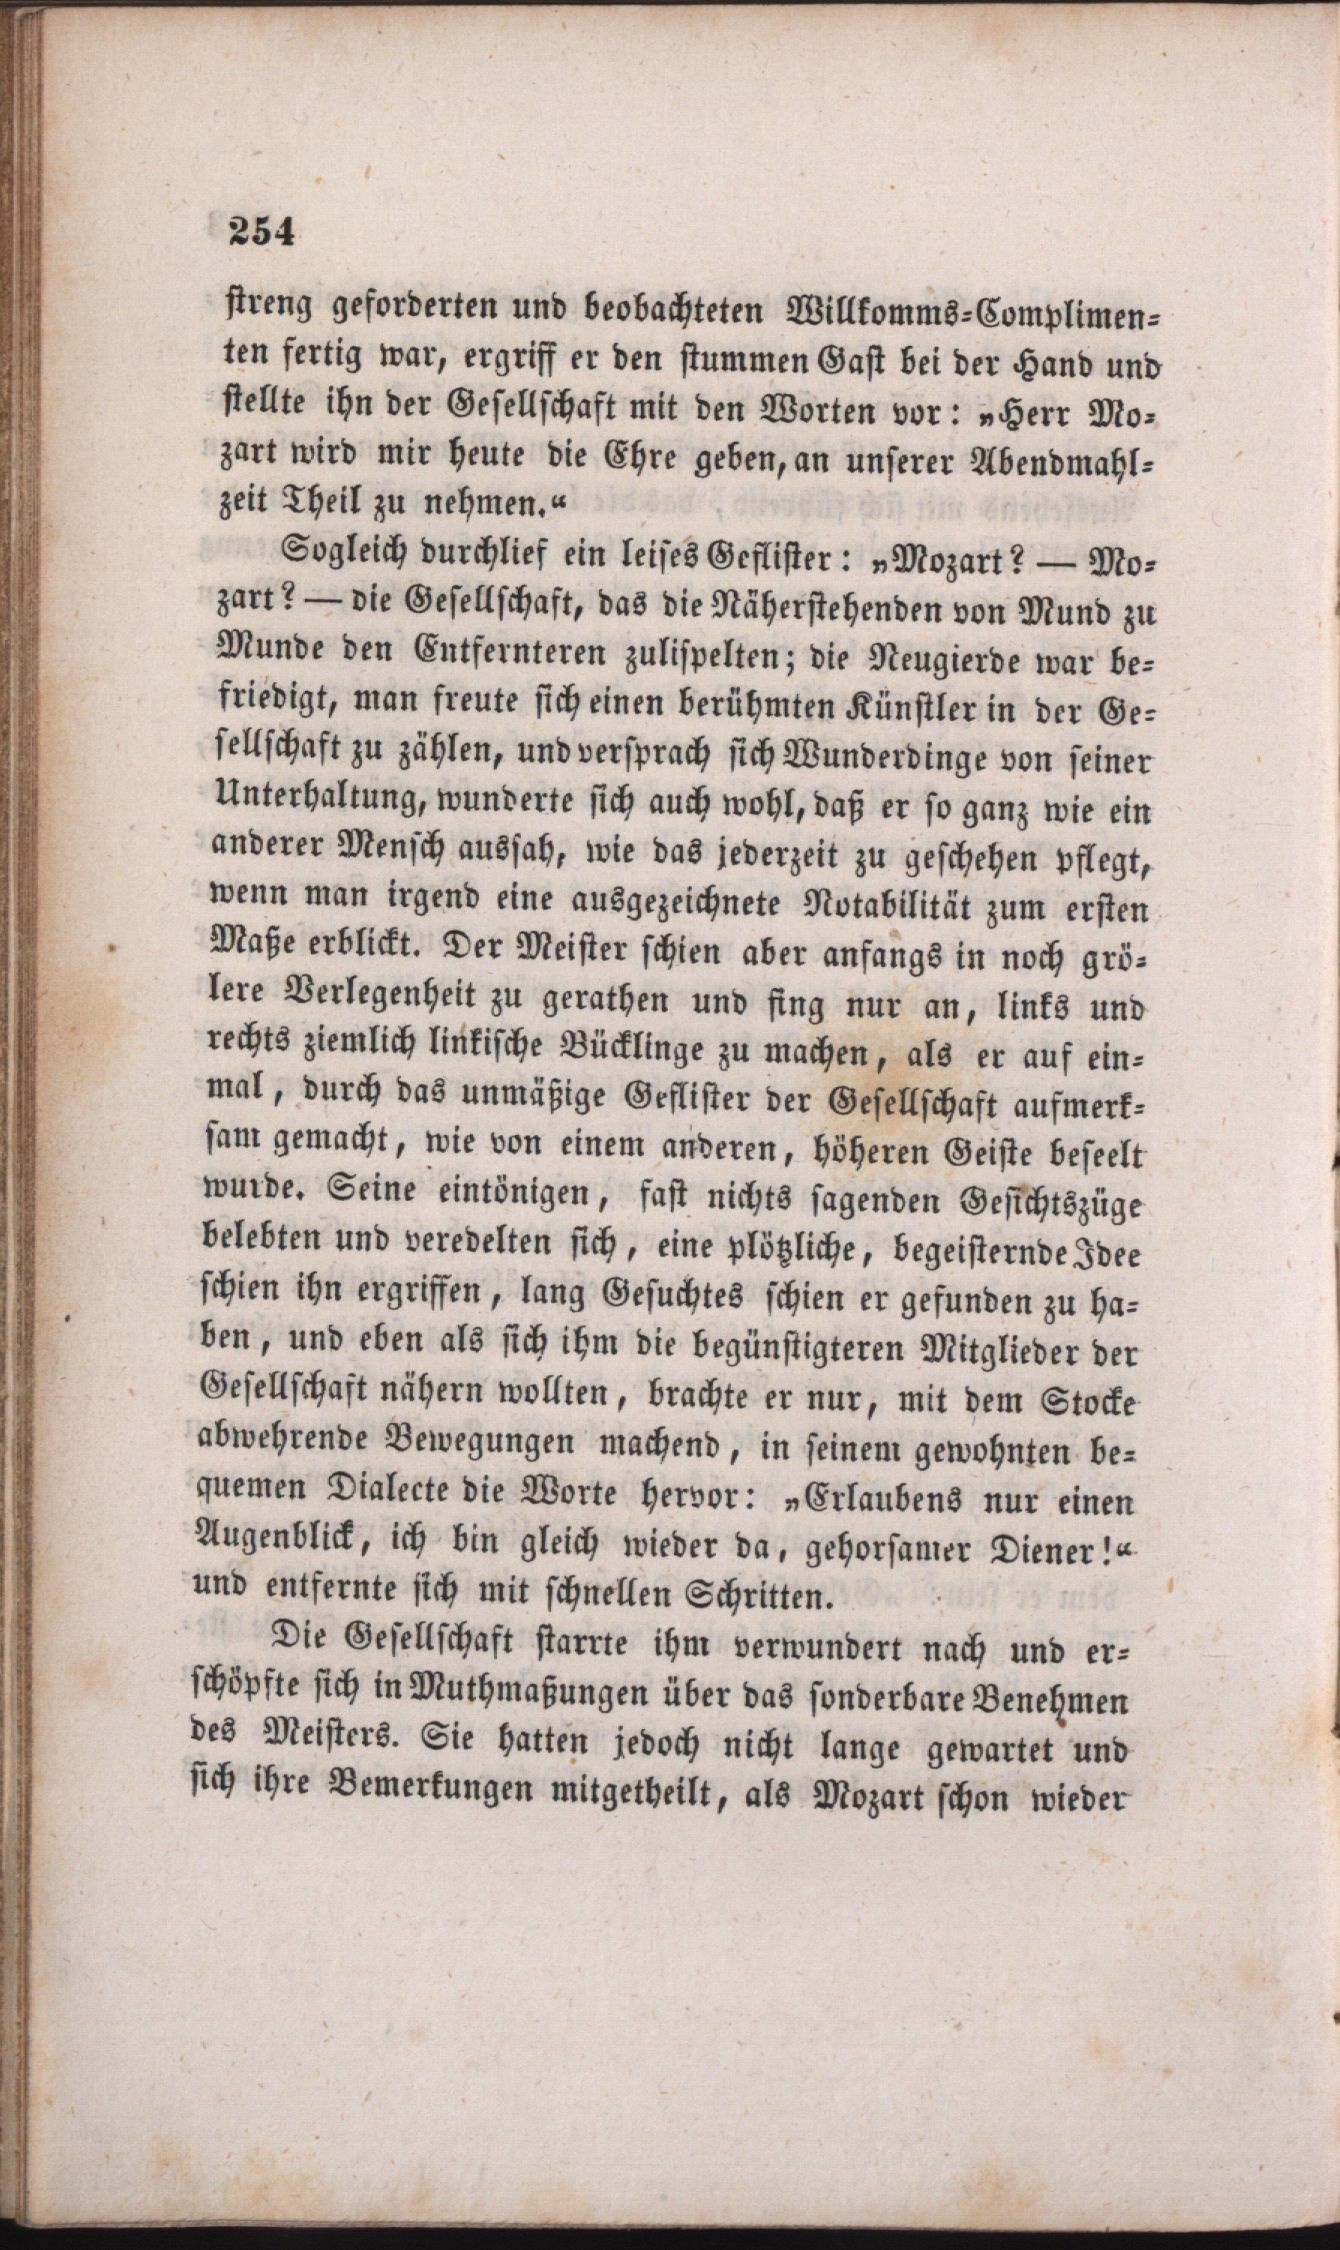 254
streng geforderten und beobachteten Willkomms-Complimen-
ten fertig war, ergriff er den stummen Gast bei der Hand und
stellte ihn der Gesellschaft mit den Worten vor: „Herr Mo-
zart wird mir heute die Ehre geben, an unserer Abendmahl-
zeit Theil zu nehmen.“
Sogleich durchlief ein leises Geflister: „Mozart? — Mo-
zart? — die Gesellschaft, das die Näherstehenden von Mund zu
Munde den Entfernteren zulispelten; die Neugierde war be-
friedigt, man freute sich einen berühmten Künstler in der Ge-
sellschaft zu zählen, und versprach sich Wunderdinge von seiner
Unterhaltung, wunderte sich auch wohl, daß er so ganz wie ein
anderer Mensch aussah, wie das jederzeit zu geschehen pflegt,
wenn man irgend eine ausgezeichnete Notabilität zum ersten
Maße erblickt. Der Meister schien aber anfangs in noch grö-
lere Verlegenheit zu gerathen und fing nur an, links und
rechts ziemlich linkische Bücklinge zu machen, als er auf ein-
mal, durch das unmäßige Geflister der Gesellschaft aufmerk-
sam gemacht, wie von einem anderen, höheren Geiste beseelt
wurde. Seine eintönigen, fast nichts sagenden Gesichtszüge
belebten und veredelten sich, eine plötzliche, begeisternde Idee
schien ihn ergriffen, lang Gesuchtes schien er gefunden zu ha-
ben, und eben als sich ihm die begünstigteren Mitglieder der
Gesellschaft nähern wollten, brachte er nur, mit dem Stocke
abwehrende Bewegungen machend, in seinem gewohnten be-
quemen Dialecte die Worte hervor: „Erlaubens nur einen
Augenblick, ich bin gleich wieder da, gehorsamer Diener!“
und entfernte sich mit schnellen Schritten.
Die Gesellschaft starrte ihm verwundert nach und er-
schöpfte sich in Muthmaßungen über das sonderbare Benehmen
des Meisters. Sie hatten jedoch nicht lange gewartet und
sich ihre Bemerkungen mitgetheilt, als Mozart schon wieder